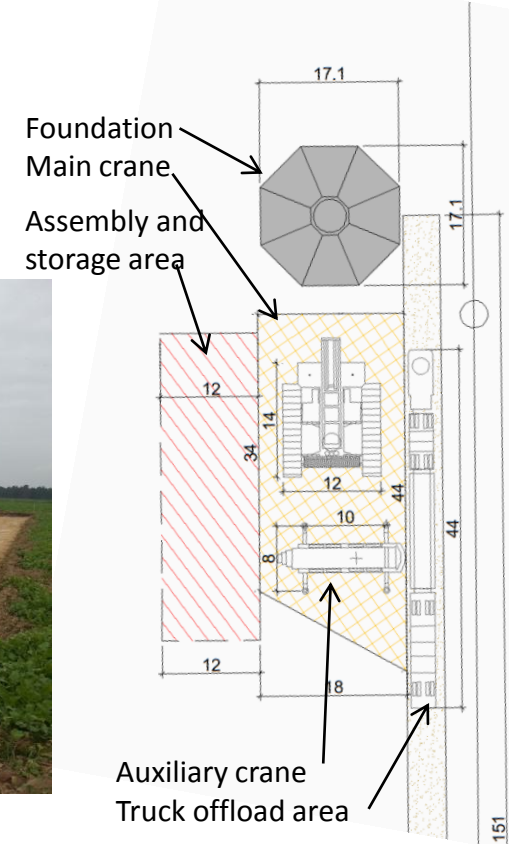 17.1
Foundation
Main crane
17.1
Assembly and
storage area
12
14
34
12
44
10
44
8
12
18
Auxiliary crane
Truck offload area
151